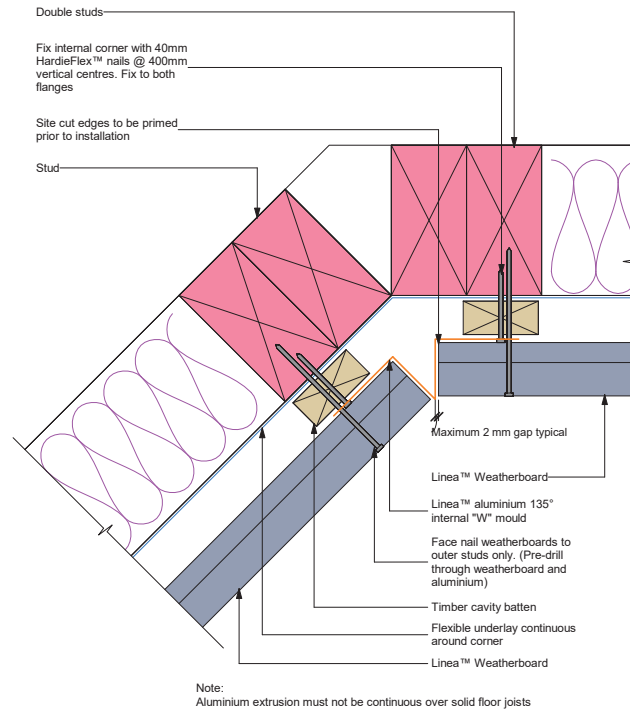 Double studs
Fix internal corner with 40mm
HardieFlex™ nails @ 400mm
vertical centres. Fix to both
flanges
Site cut edges to be primed
prior to installation
Stud
Maximum 2 mm gap typical
Linea™ Weatherboard
Linea™ aluminium 135°
internal "W" mould
Face nail weatherboards to
outer studs only. (Pre-drill
through weatherboard and
aluminium)
Timber cavity batten
Flexible underlay continuous
around corner
Linea™ Weatherboard
Note:
Aluminium extrusion must not be continuous over solid floor joists